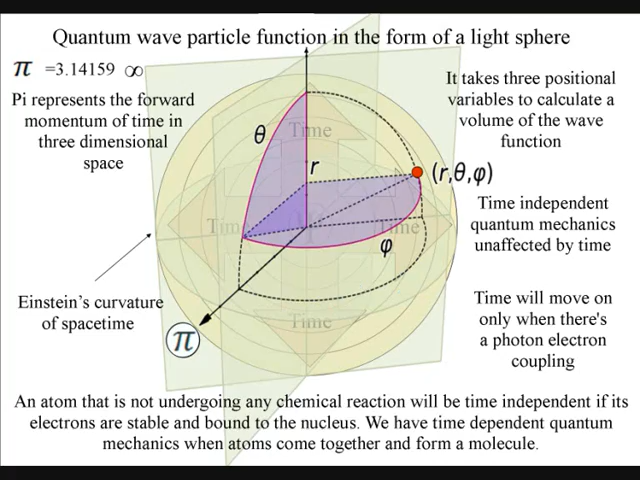 Quantum wave particle function in the form of a light sphere
π =3.14159 ∞
Pi represents the forward
momentum of time in
three dimensional
space
It takes three positional
variables to calculate a
volume of the wave
function
θ
Time
r
(r,θ,φ)
Time
Time
φ
Time independent
quantum mechanics
unaffected by time
Einstein's curvature
of spacetime
Time
π
Time will move on
only when there's
a photon electron
coupling
An atom that is not undergoing any chemical reaction will be time independent if its
electrons are stable and bound to the nucleus. We have time dependent quantum
mechanics when atoms come together and form a molecule.